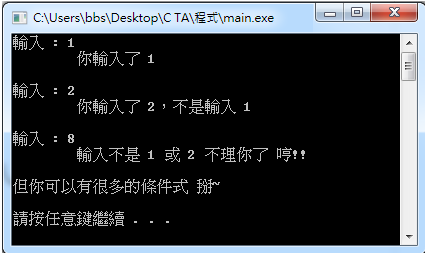 C:\Users\bbs\Desktop\C TA\程式\main.exe
輸入 : 1
你輸入了 1
輸入 : 2
你輸入了 2，不是輸入 1
輸入 : 8
輸入不是 1 或 2 不理你了 哼!!
但你可以有很多的條件式 掰~
請按任意鍵繼續 . . .